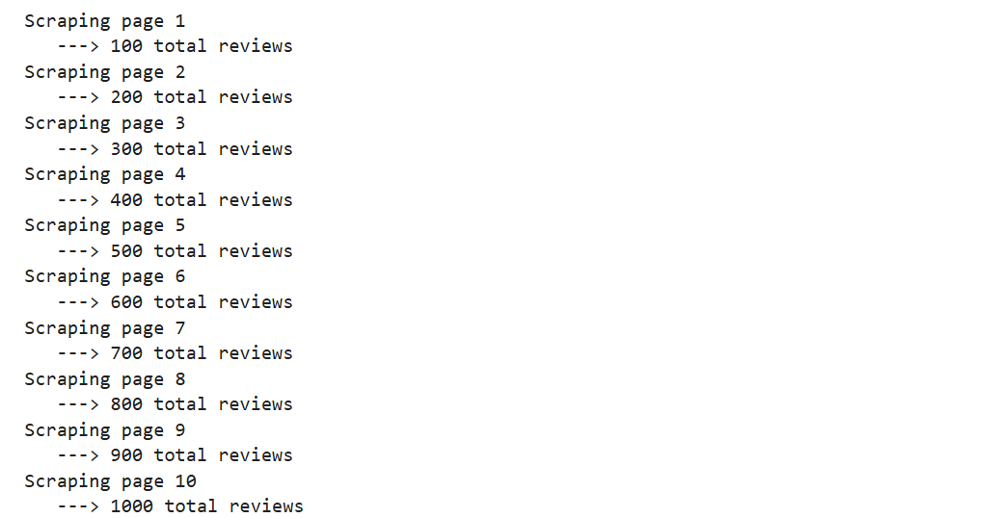 Scraping page 1
   ---> 100 total reviews
Scraping page 2
   ---> 200 total reviews
Scraping page 3
   ---> 300 total reviews
Scraping page 4
   ---> 400 total reviews
Scraping page 5
   ---> 500 total reviews
Scraping page 6
   ---> 600 total reviews
Scraping page 7
   ---> 700 total reviews
Scraping page 8
   ---> 800 total reviews
Scraping page 9
   ---> 900 total reviews
Scraping page 10
   ---> 1000 total reviews